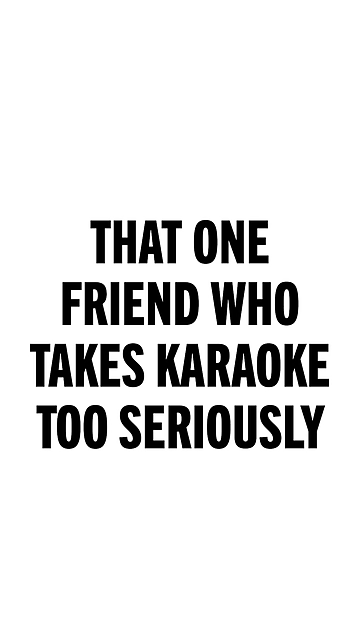 THAT ONE
FRIEND WHO
TAKES KARAOKE
TOO SERIOUSLY